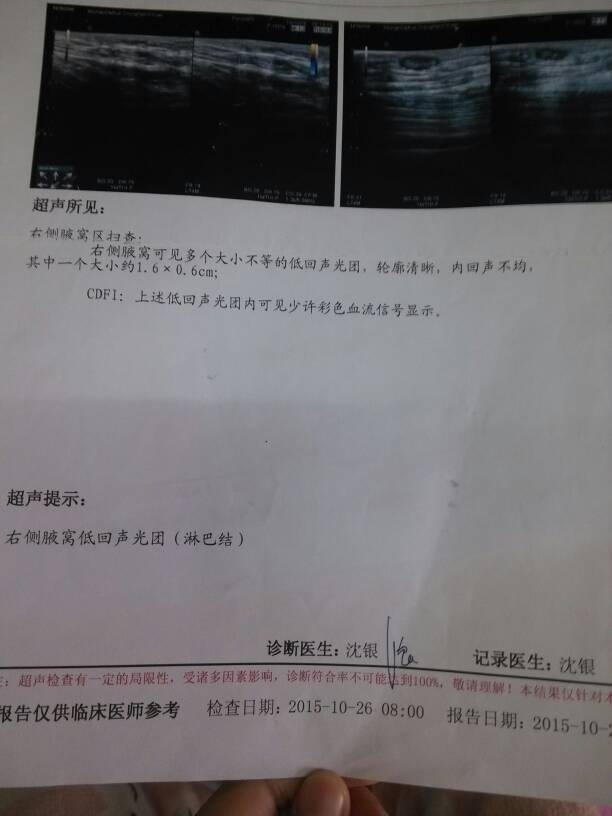 超声所见：
右侧腋窝区扫查：
右侧腋窝可见多个大小不等的低回声光团，轮廓清晰，内回声不均，
其中一个大小约1.6×0.6cm;
CDFI: 上述低回声光团内可见少许彩色血流信号显示。
超声提示：
右侧腋窝低回声光团（淋巴结）
诊断医生：沈银 记录医生：沈银
：超声检查有一定的局限性，受诸多因素影响，诊断符合率不可能达到100%，敬请理解！本结果仅针对本
报告仅供临床医师参考 检查日期：2015-10-26 08:00 报告日期：2015-10-2